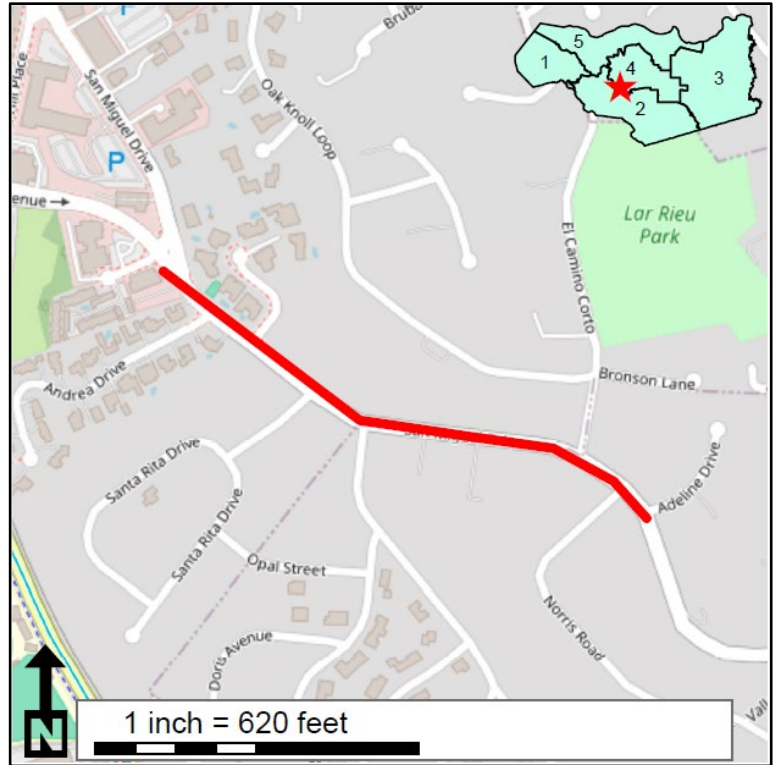 Place
San Miguel Drive
P
Oak Knoll Loop
5
1
4
3
2
enue →
El Camino Corto
Lar Rieu
Park
Andrea Drive
Bronson Lane
Santa Rita Drive
Santa Rita Drive
Adeline Drive
Opal Street
Norris Road
Doris Avenue
N
1 inch = 620 feet